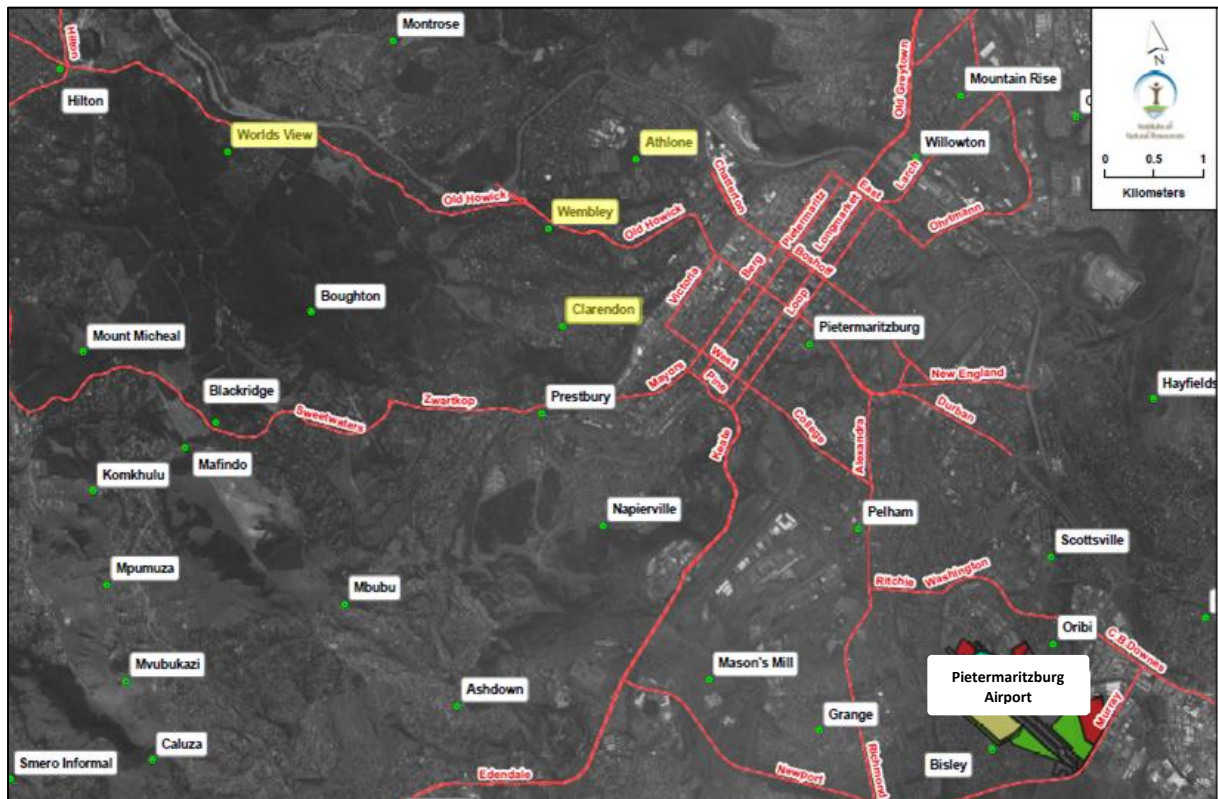 Montrose
Hilton
Hilton
Worlds View
Athlone
Old Greytown
Mountain Rise
Willowton
N
Institute of
Natural Resources
0 0.5 1
Kilometers
Old Howick
Wembley
Old Howick
Chatterton
Pietermaritz
Longmarket
East
Larch
Ohrtmann
Berg
Boshoff
Victoria
Loop
Boughton
Clarendon
Pietermaritzburg
Mount Micheal
Mayors
West
Pine
New England
Hayfields
Blackridge
Sweetwaters
Zwartkop
Prestbury
College
Durban
Keate
Alexandra
Mafindo
Komkhulu
Napierville
Pelham
Scottsville
Mpumuza
Mbubu
Ritchie
Washington
Oribi
C B Downes
Mvubukazi
Ashdown
Mason's Mill
Pietermaritzburg
Airport
Murray
Grange
Caluza
Smero Informal
Edendale
Newport
Richmond
Bisley